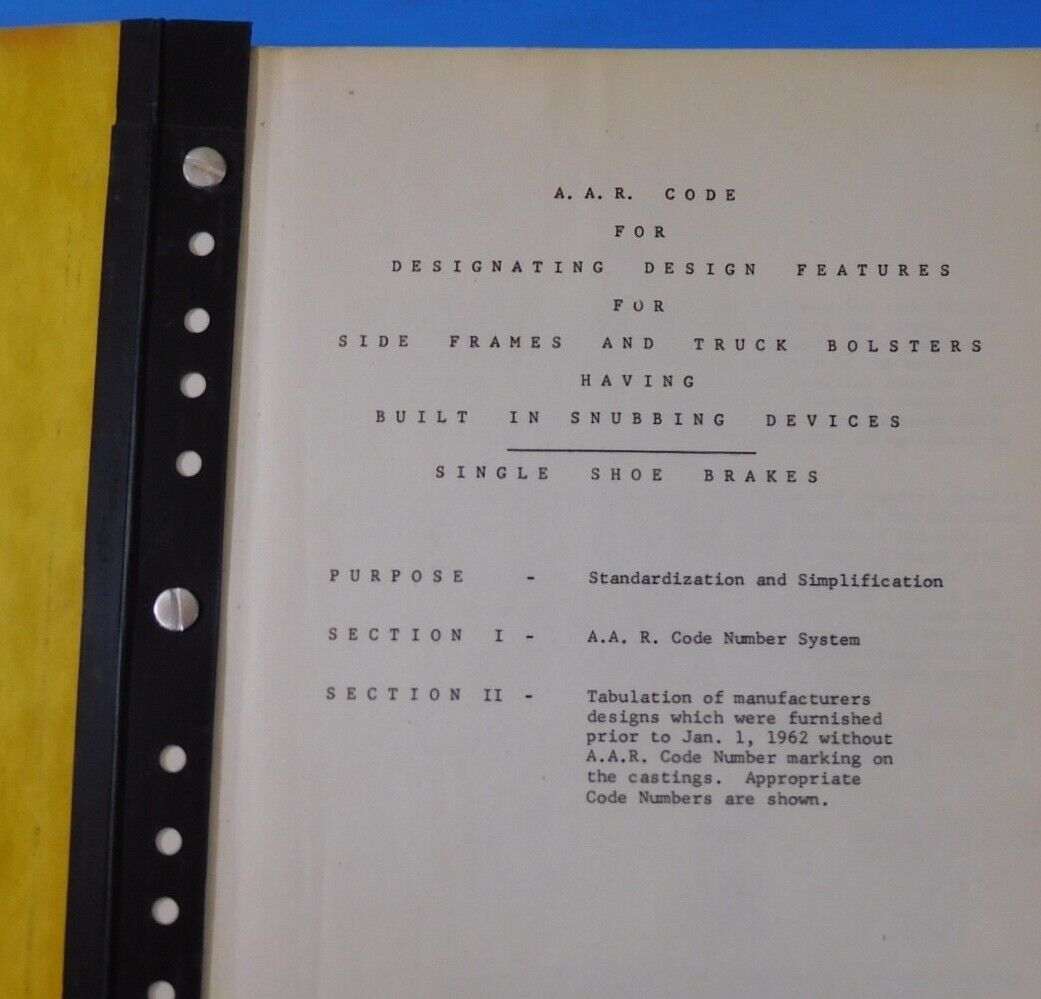 A. A. R. CODE
FOR
DESIGNATING DESIGN FEATURES
FOR
SIDE FRAMES AND TRUCK BOLSTERS
HAVING
BUILT IN SNUBBING DEVICES
SINGLE SHOE BRAKES
PURPOSE - Standardization and Simplification
SECTION I - A.A. R. Code Number System
SECTION II - Tabulation of manufacturers
designs which were furnished
prior to Jan. 1, 1962 without
A.A.R. Code Number marking on
the castings. Appropriate
Code Numbers are shown.